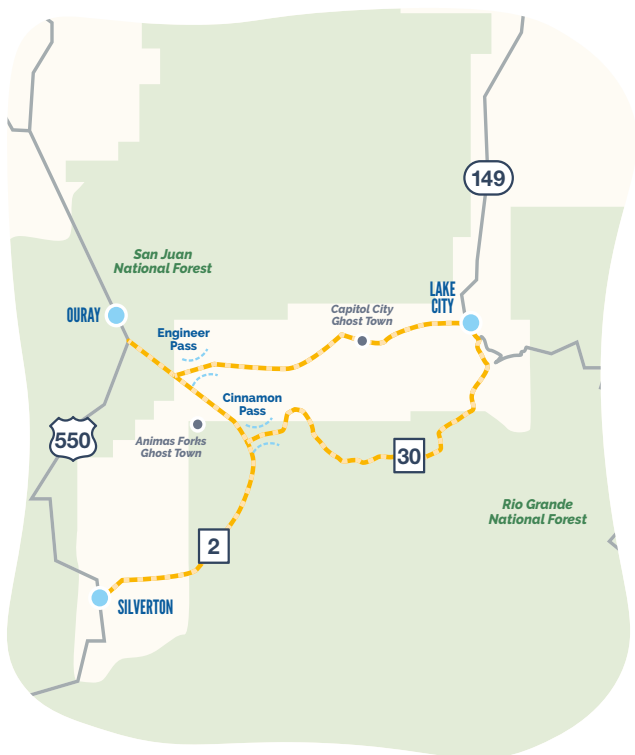 149
San Juan
National Forest
LAKE
CITY
OURAY
Capitol City
Ghost Town
Engineer
Pass
Cinnamon
Pass
550
Animas Forks
Ghost Town
30
Rio Grande
National Forest
2
SILVERTON